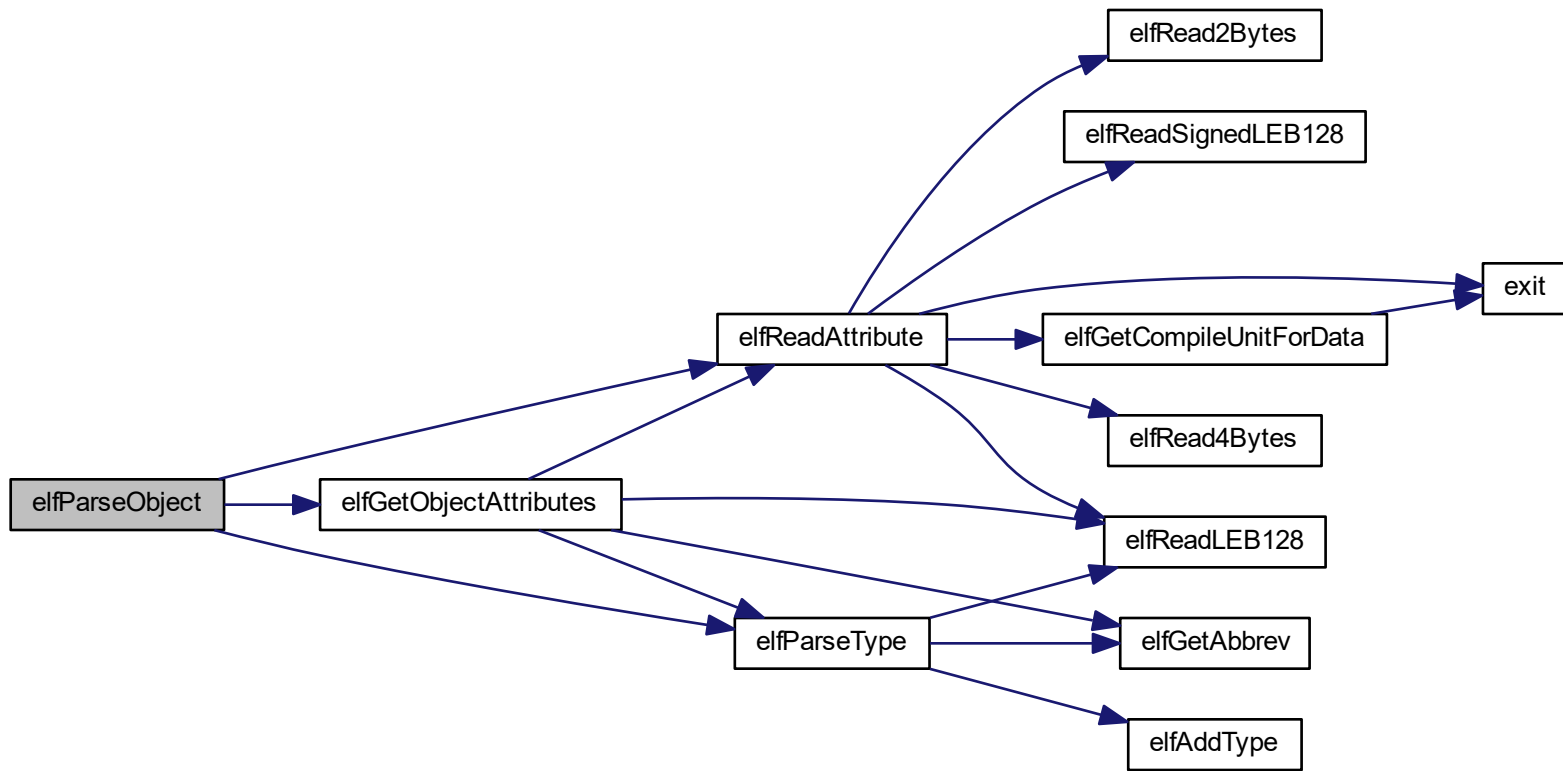 elfRead2Bytes
elfReadSignedLEB128
exit
elfReadAttribute
elfGetCompileUnitForData
elfRead4Bytes
elfParseObject
elfGetObjectAttributes
elfReadLEB128
elfParseType
elfGetAbbrev
elfAddType